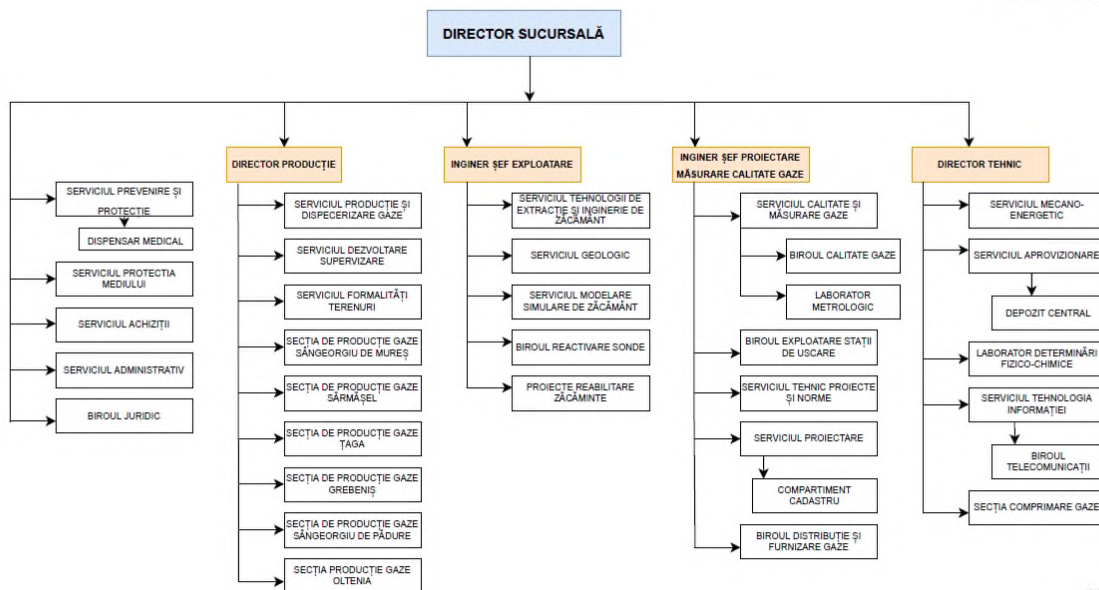 DIRECTOR SUCURSALĂ
SERVICIUL PREVENIRE ȘI
PROTECȚIE
DISPENSAR MEDICAL
SERVICIUL PROTECTIA
MEDIULUI
SERVICIUL ACHIZIȚII
SERVICIUL ADMINISTRATIV
BIROUL JURIDIC
DIRECTOR PRODUCȚIE
SERVICIUL PRODUCȚIE ȘI
DISPECERIZARE GAZE
SERVICIUL DEZVOLTARE
SUPERVIZARE
SERVICIUL FORMALITĂȚI
TERENURI
SECȚIA DE PRODUCȚIE GAZE
SÂNGEORGIU DE MUREȘ
SECȚIA DE PRODUCȚIE GAZE
SĂRMĂȘEL
SECȚIA DE PRODUCȚIE GAZE
ȚAGA
SECȚIA DE PRODUCȚIE GAZE
GREBENIȘ
SECȚIA DE PRODUCȚIE GAZE
SÂNGEORGIU DE PĂDURE
SECȚIA PRODUCȚIE GAZE
OLTENIA
INGINER ȘEF EXPLOATARE
SERVICIUL TEHNOLOGII DE
EXTRACȚIE ȘI INGINERIE DE
ZĂCĂMÂNT
SERVICIUL GEOLOGIC
SERVICIUL MODELARE
SIMULARE DE ZĂCĂMÂNT
BIROUL REACTIVARE SONDE
PROIECTE REABILITARE
ZĂCĂMINTE
INGINER ȘEF PROIECTARE
MĂSURARE CALITATE GAZE
SERVICIUL CALITATE ȘI
MĂSURARE GAZE
BIROUL CALITATE GAZE
LABORATOR
METROLOGIC
BIROUL EXPLOATARE STAȚII
DE USCARE
SERVICIUL TEHNIC PROIECTE
ȘI NORME
SERVICIUL PROIECTARE
COMPARTIMENT
CADASTRU
BIROUL DISTRIBUȚIE ȘI
FURNIZARE GAZE
DIRECTOR TEHNIC
SERVICIUL MECANO-
ENERGETIC
SERVICIUL APROVIZIONARE
DEPOZIT CENTRAL
LABORATOR DETERMINĂRI
FIZICO-CHIMICE
SERVICIUL TEHNOLOGIA
INFORMAȚIEI
BIROUL
TELECOMUNICAȚII
SECȚIA COMPRIMARE GAZE